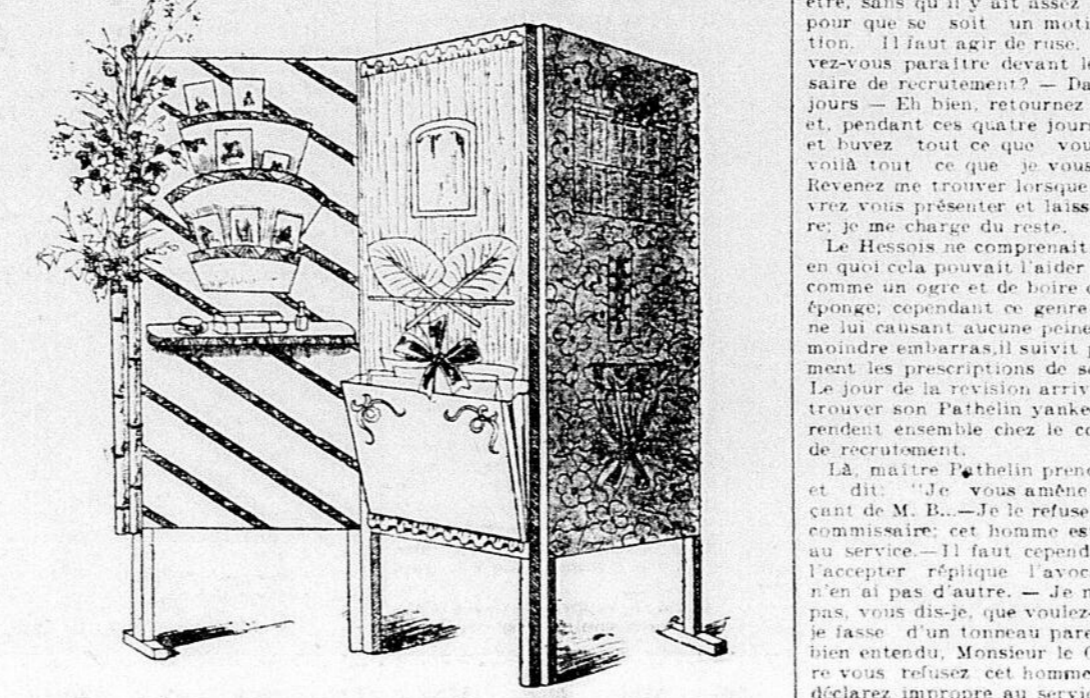 être, sans qu'il y ait assez
pour que se soit un moti
tion. Il faut agir de ruse.
vez-vous paraître devant l
saire de recrutement? — Da
jours — Eh bien, retournez
et, pendant ces quatre jour
et buvez tout ce que vou
voilà tout ce que je vous
Revenez me trouver lorsque
vrez vous présenter et laiss
re; je me charge du reste.
Le Hessois ne comprenait
en quoi cela pouvait l'aider
comme un ogre et de boire
éponge; cependant ce genre
ne lui causant aucune peine
moindre embarras,il suivit
ment les prescriptions de s
Le jour de la revision arriv
trouver son Pathelin yanke
rendent ensemble chez le c
de recrutement.
Là, maître Pathelin pren
et dit: "Je vous amène
çant de M. B...—Je le refuse
commissaire; cet homme es
au service.—Il faut cepend
l'accepter réplique l'avoc
n'en ai pas d'autre. — Je n
pas, vous dis-je, que voulez
je fasse d'un tonneau pare
bien entendu, Monsieur le C
re vous refusez cet homme
déclarez impropre au servic